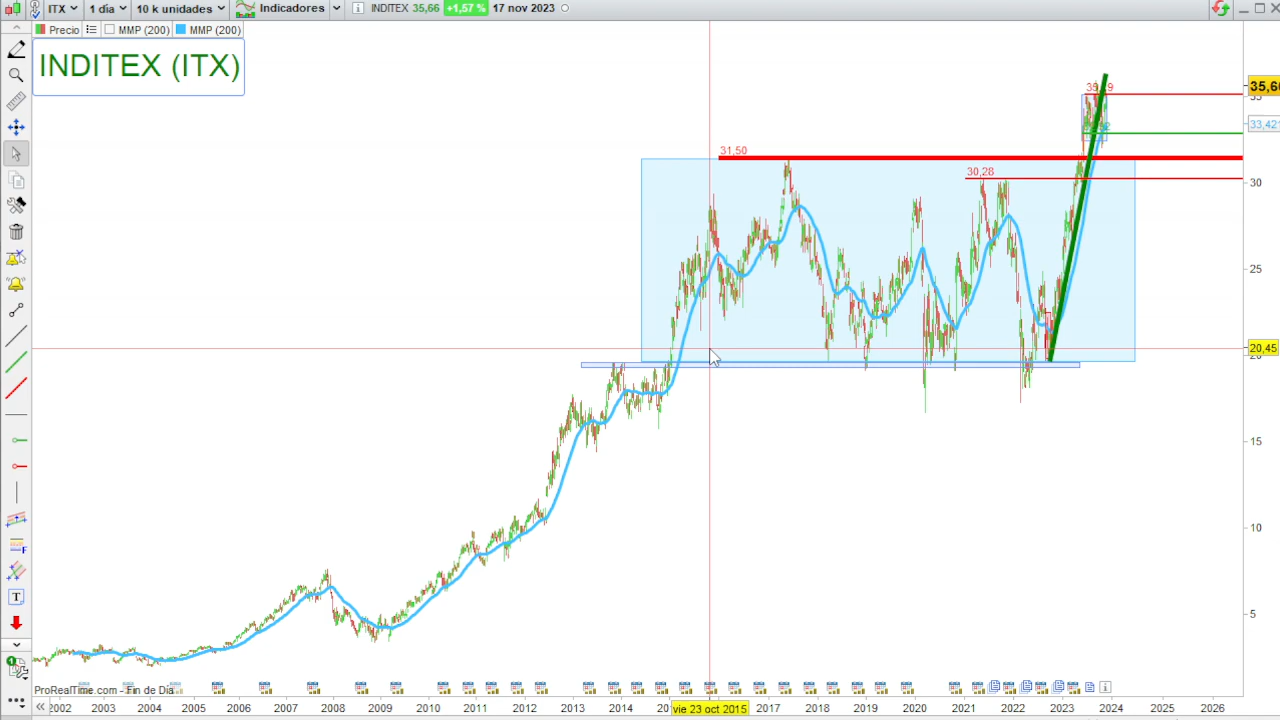 ITX 1 día 10 k unidades Indicadores INDITEX 35,66 +1,57 % 17 nov 2023
Precio MMP (200) MMP (200)
INDITEX (ITX)
31,50
30,28
35
33,421
30
25
20,45
15
10
5
T
F
ProRealTime.com - Fin de Día
2002 2003 2004 2005 2006 2007 2008 2009 2010 2011 2012 2013 2014 vie 23 oct 2015 2017 2018 2019 2020 2021 2022 2023 2024 2025 2026